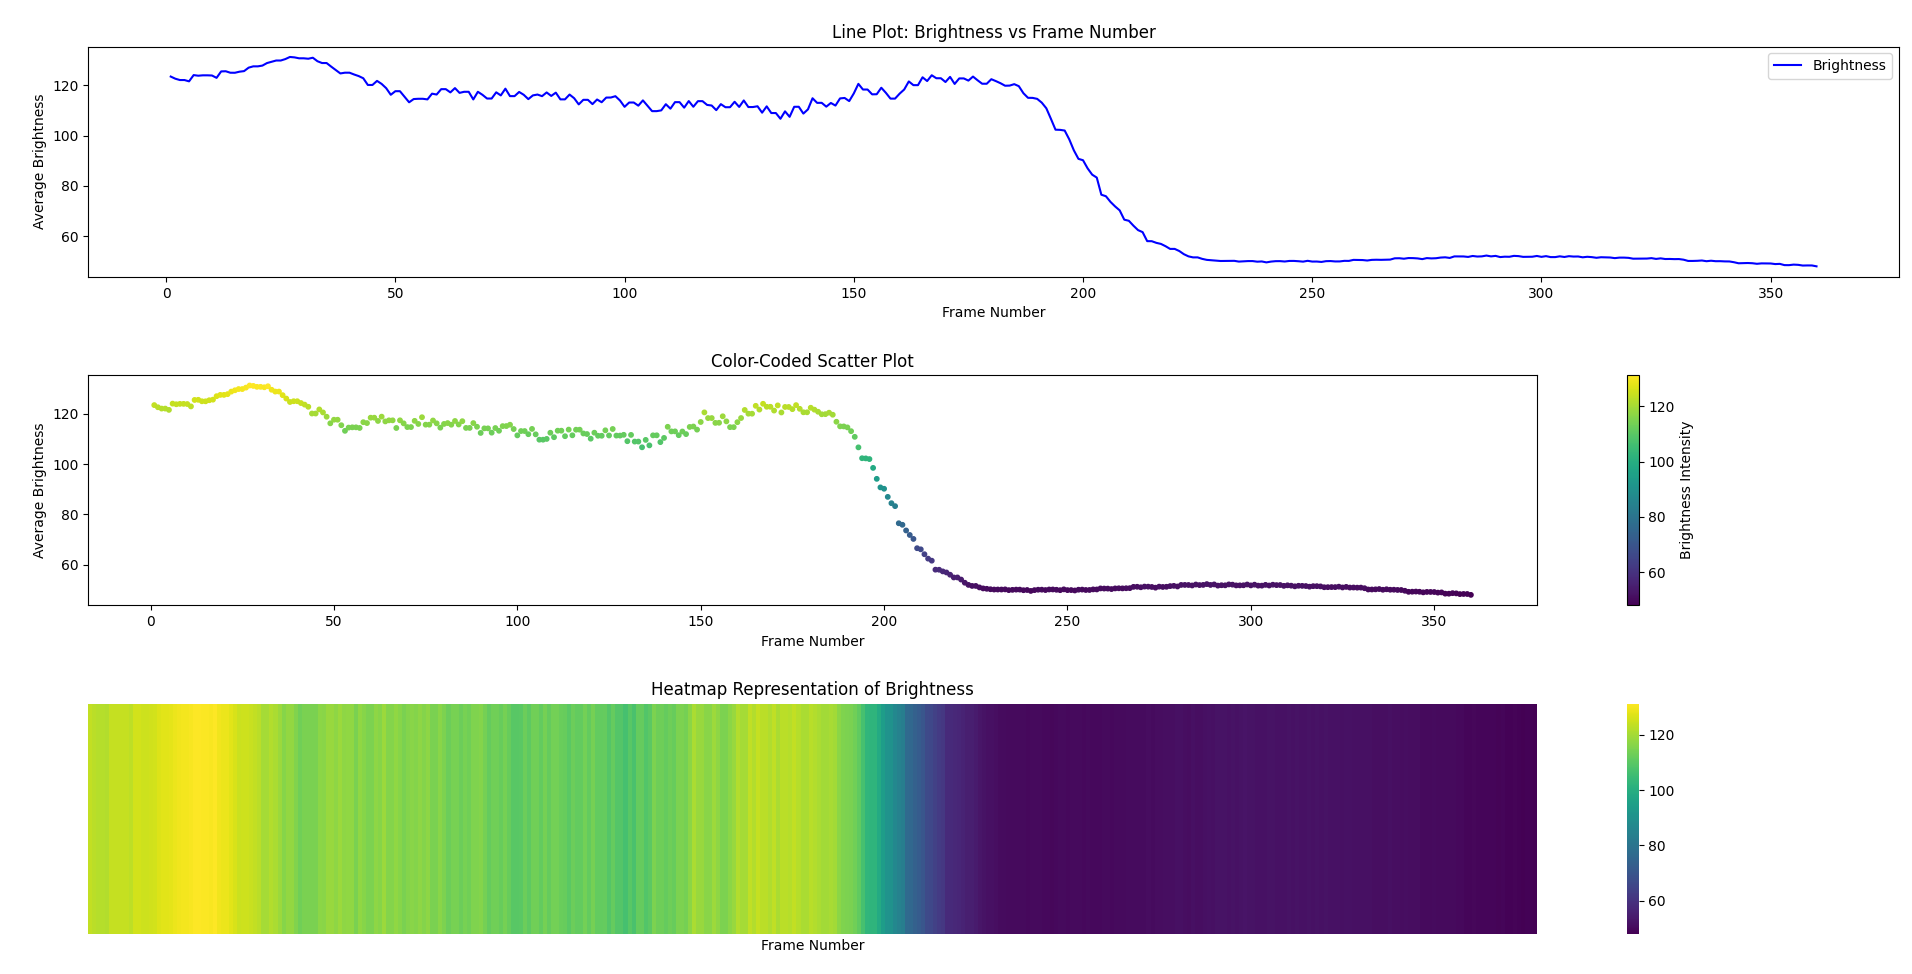 Line Plot: Brightness vs Frame Number
Brightness
Average Brightness
120
100
80
60
0 50 100 150 200 250 300 350
Frame Number
Color-Coded Scatter Plot
Average Brightness
120
100
80
60
0 50 100 150 200 250 300 350
Frame Number
120
100
80
60
Brightness Intensity
Heatmap Representation of Brightness
Frame Number
120
100
80
60